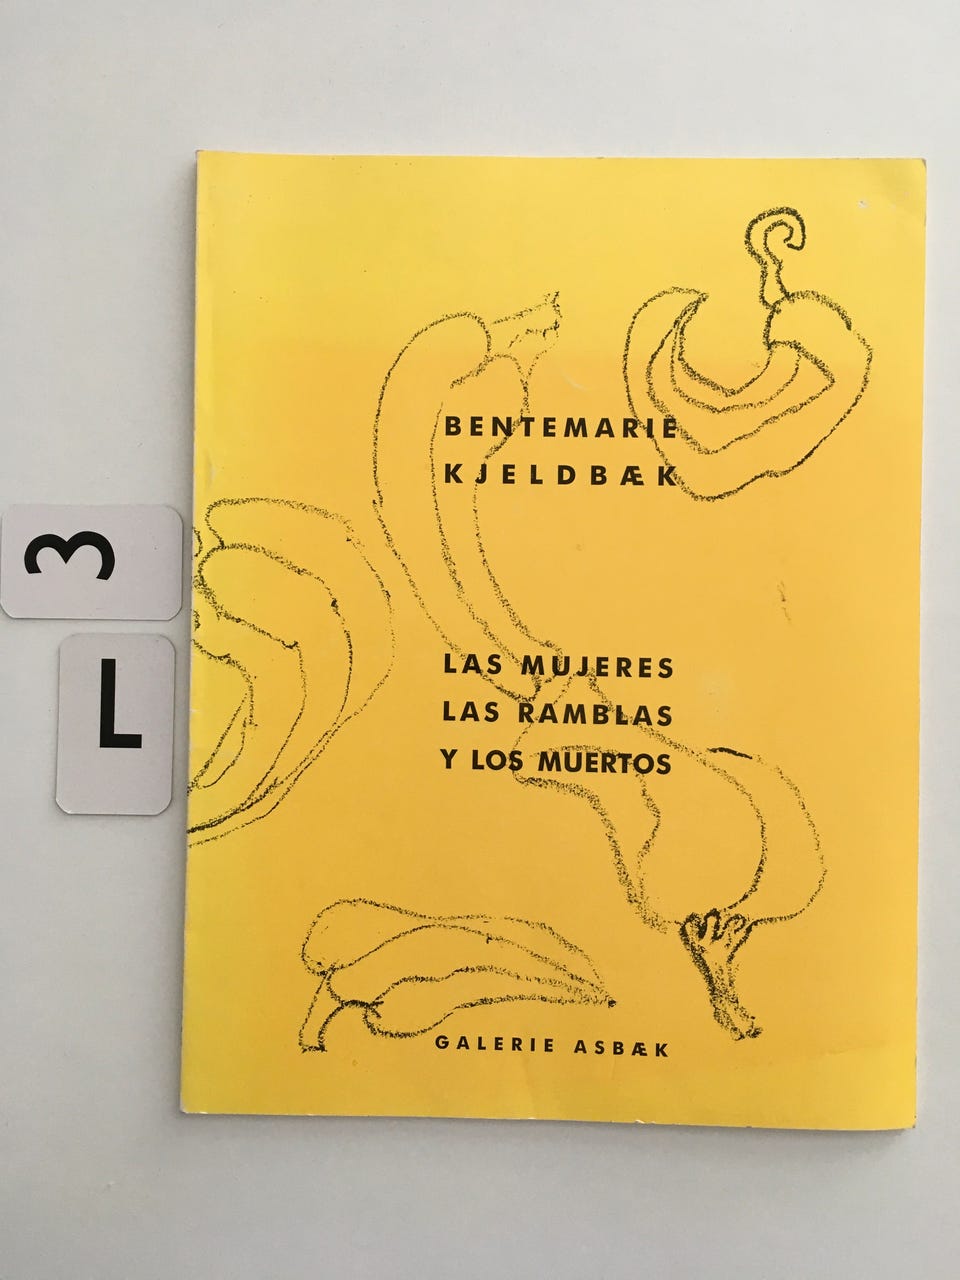 BENTEMARIE
KJELDBÆK
LAS MUJERES
LAS RAMBLAS
Y LOS MUERTOS
GALERIE ASBÆK
3
L